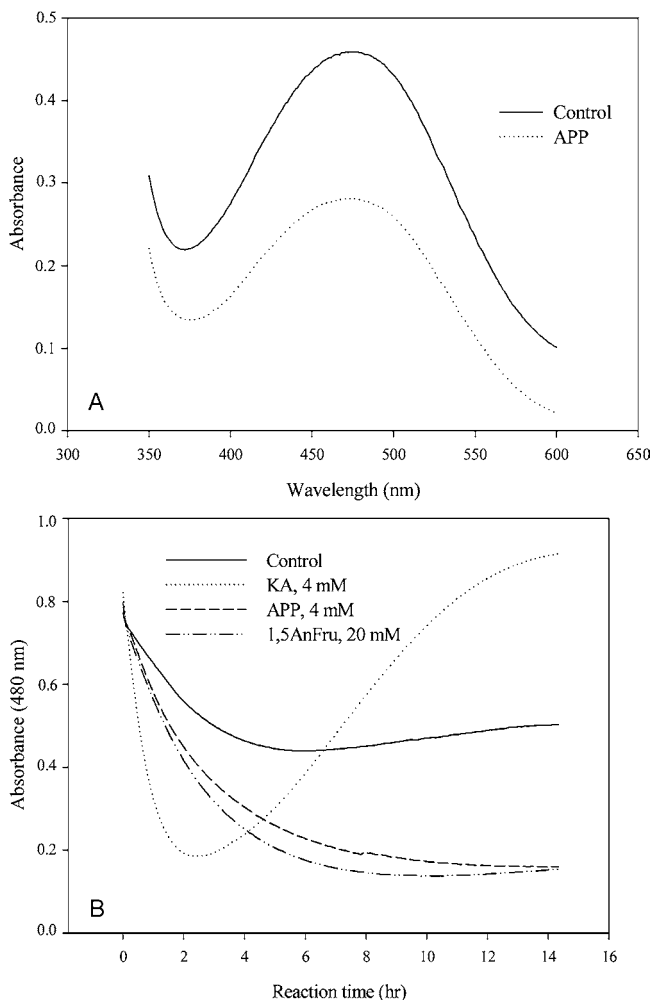 0.5
0.4
0.3
0.2
0.1
0.0
Absorbance
Control
APP
A
300 350 400 450 500 550 600 650
Wavelength (nm)
1.0
0.8
0.6
0.4
0.2
0.0
Absorbance (480 nm)
Control
KA, 4 mM
APP, 4 mM
1,5AnFru, 20 mM
B
0 2 4 6 8 10 12 14 16
Reaction time (hr)